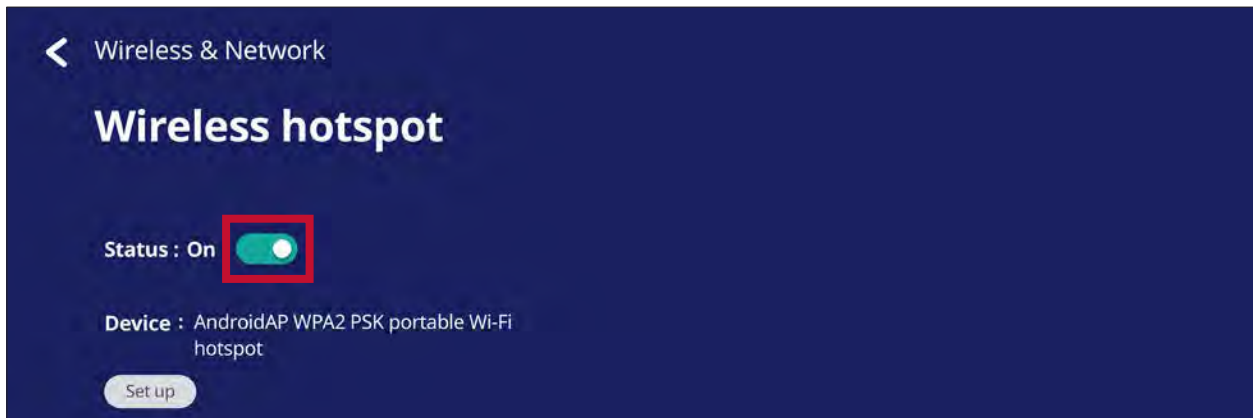 Wireless & Network
Wireless hotspot
Status : On
Device : AndroidAP WPA2 PSK portable Wi-Fi
hotspot
Set up